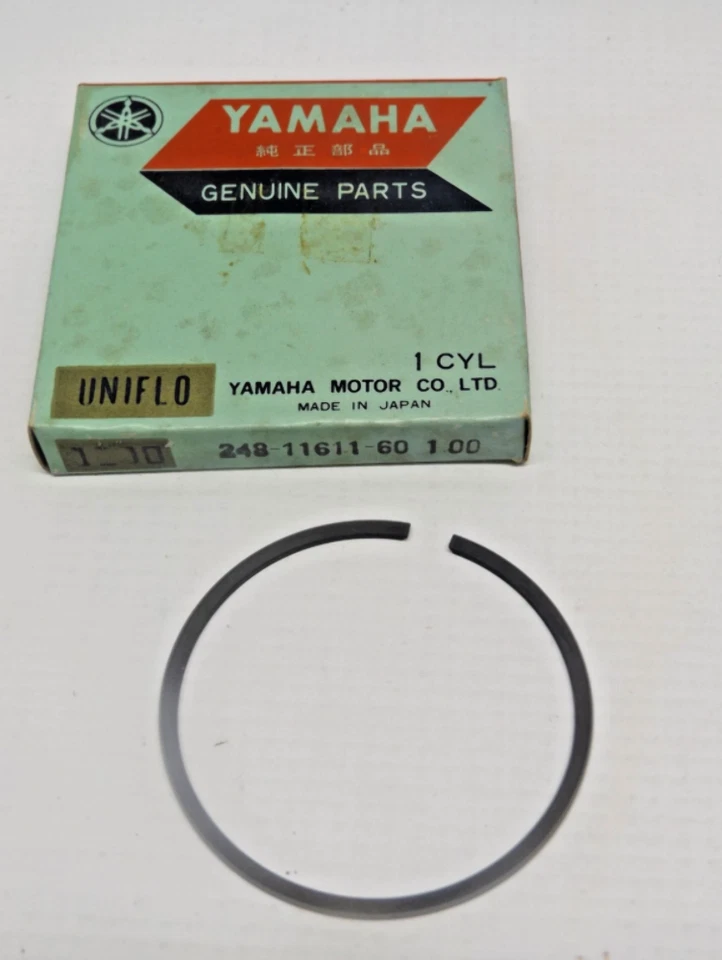 YAMAHA
純正部品
GENUINE PARTS
1 CYL
UNIFLO
YAMAHA MOTOR CO., LTD.
MADE IN JAPAN
248-11611-60 1.00